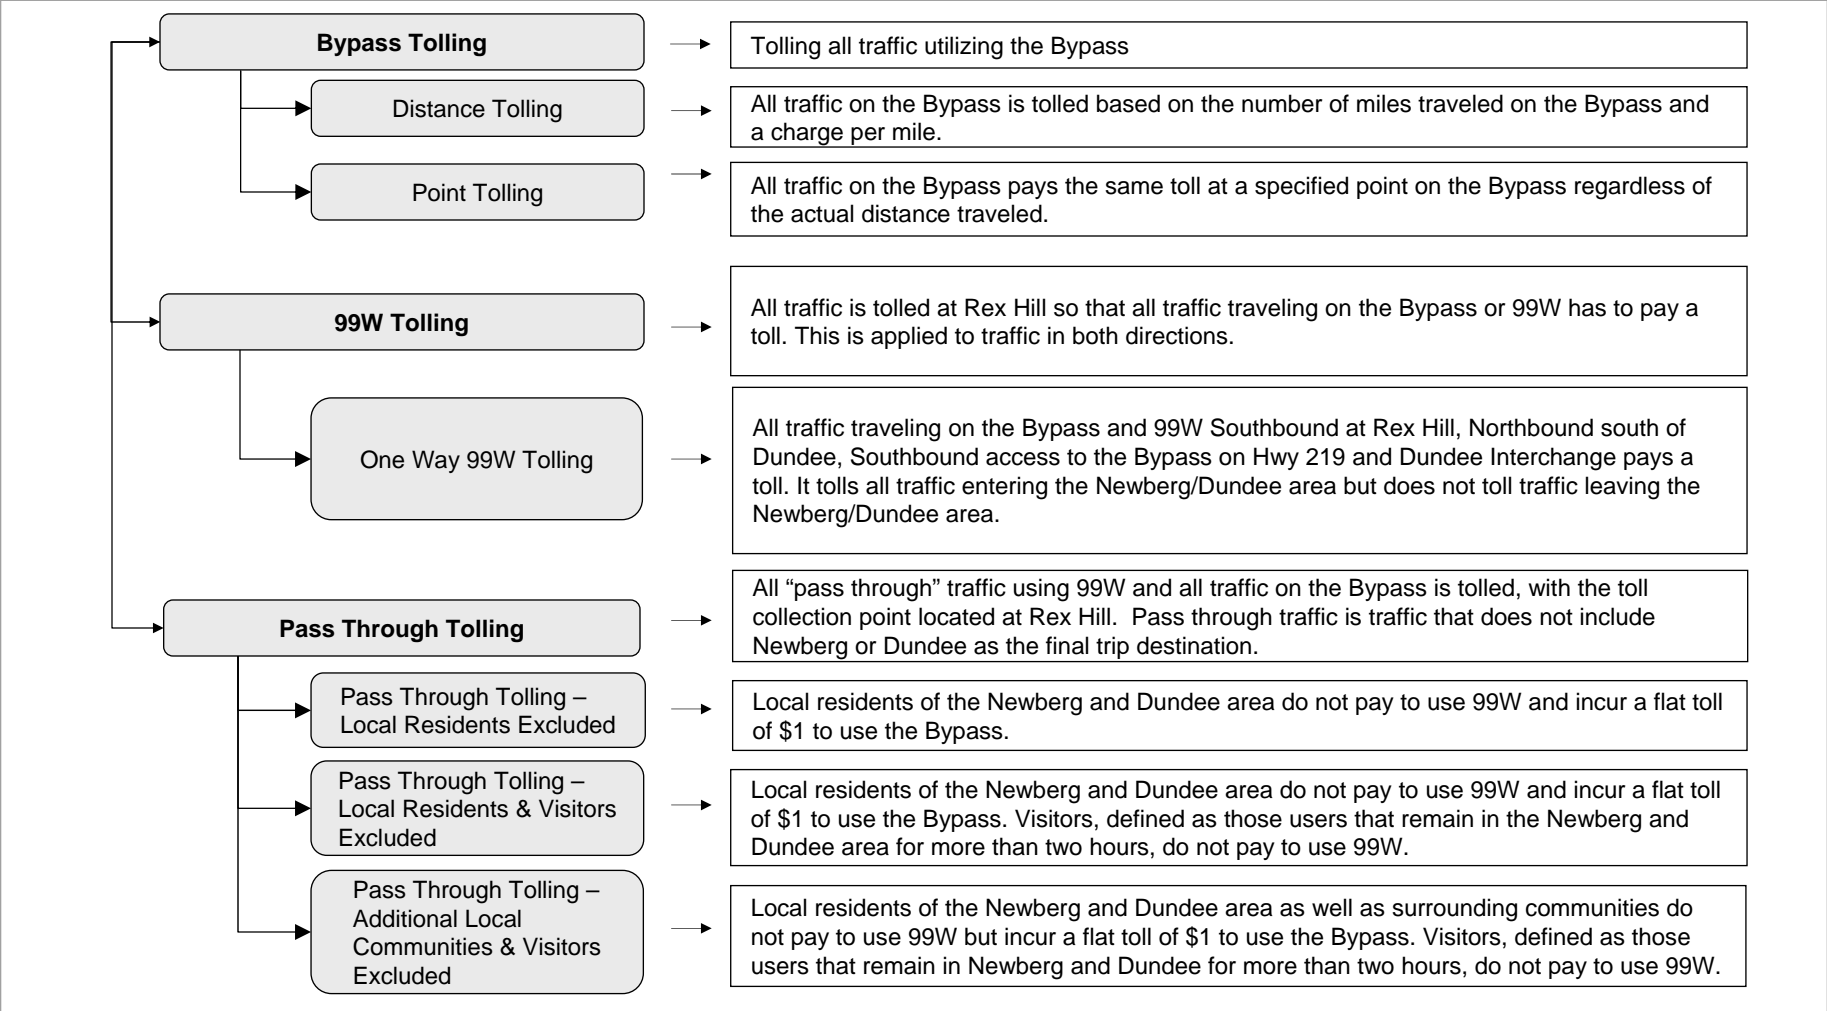 Bypass Tolling
Tolling all traffic utilizing the Bypass
Distance Tolling
All traffic on the Bypass is tolled based on the number of miles traveled on the Bypass and
a charge per mile.
Point Tolling
All traffic on the Bypass pays the same toll at a specified point on the Bypass regardless of
the actual distance traveled.
99W Tolling
All traffic is tolled at Rex Hill so that all traffic traveling on the Bypass or 99W has to pay a
toll. This is applied to traffic in both directions.
One Way 99W Tolling
All traffic traveling on the Bypass and 99W Southbound at Rex Hill, Northbound south of
Dundee, Southbound access to the Bypass on Hwy 219 and Dundee Interchange pays a
toll. It tolls all traffic entering the Newberg/Dundee area but does not toll traffic leaving the
Newberg/Dundee area.
Pass Through Tolling
All “pass through” traffic using 99W and all traffic on the Bypass is tolled, with the toll
collection point located at Rex Hill.  Pass through traffic is traffic that does not include
Newberg or Dundee as the final trip destination.
Pass Through Tolling –
Local Residents Excluded
Local residents of the Newberg and Dundee area do not pay to use 99W and incur a flat toll
of $1 to use the Bypass.
Pass Through Tolling –
Local Residents & Visitors
Excluded
Local residents of the Newberg and Dundee area do not pay to use 99W and incur a flat toll
of $1 to use the Bypass. Visitors, defined as those users that remain in the Newberg and
Dundee area for more than two hours, do not pay to use 99W.
Pass Through Tolling –
Additional Local
Communities & Visitors
Excluded
Local residents of the Newberg and Dundee area as well as surrounding communities do
not pay to use 99W but incur a flat toll of $1 to use the Bypass. Visitors, defined as those
users that remain in Newberg and Dundee for more than two hours, do not pay to use 99W.